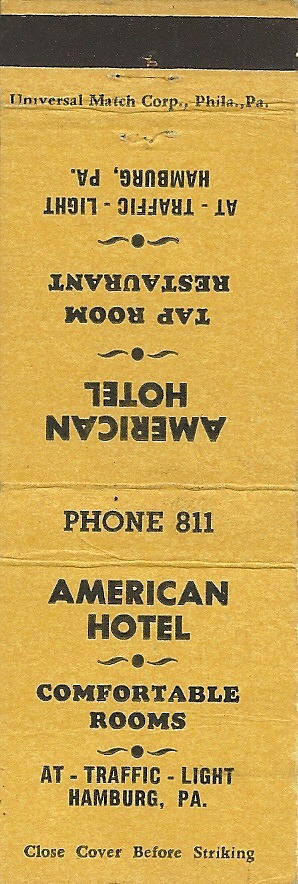 Universal Match Corp., Phila., Pa.
AMERICAN
HOTEL
TAP ROOM
RESTAURANT
AT - TRAFFIC - LIGHT
HAMBURG, PA.
PHONE 811
AMERICAN
HOTEL
COMFORTABLE
ROOMS
AT - TRAFFIC - LIGHT
HAMBURG, PA.
Close Cover Before Striking